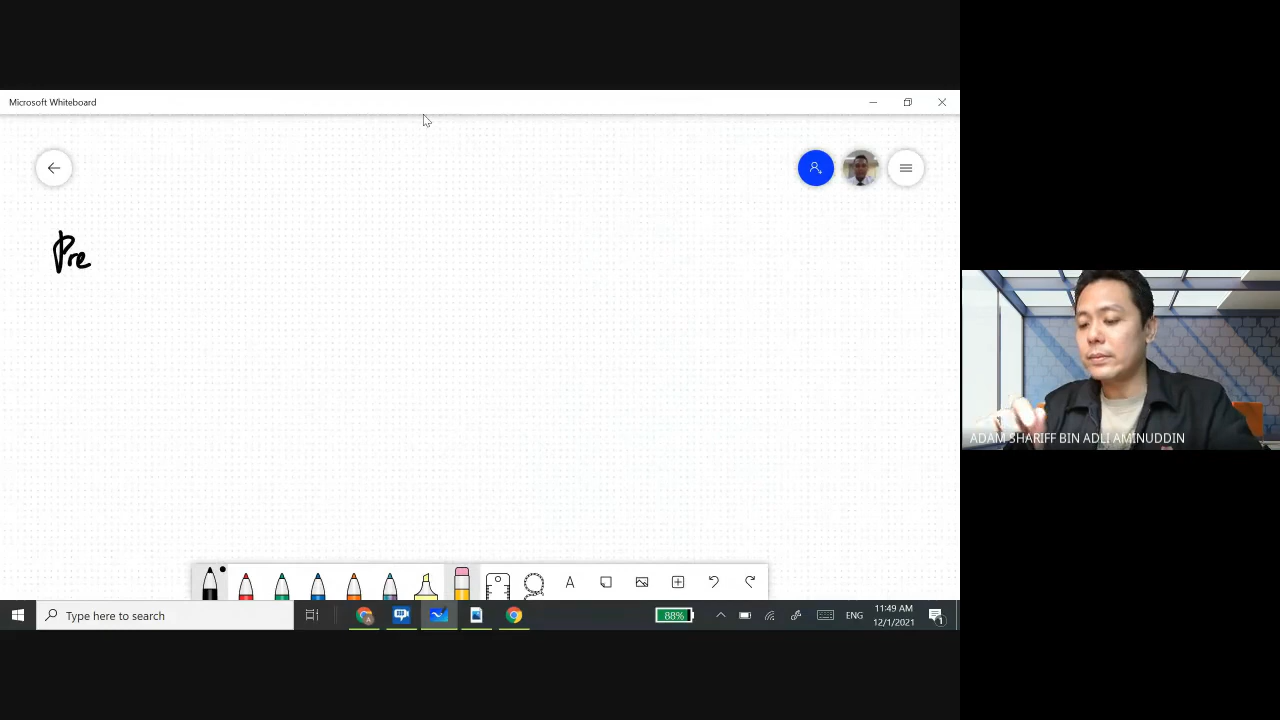 Microsoft Whiteboard
Pre
ADAM SHARIFF BIN ADLI AMINUDDIN
A
Type here to search
88%
ENG
11:49 AM
12/1/2021
1